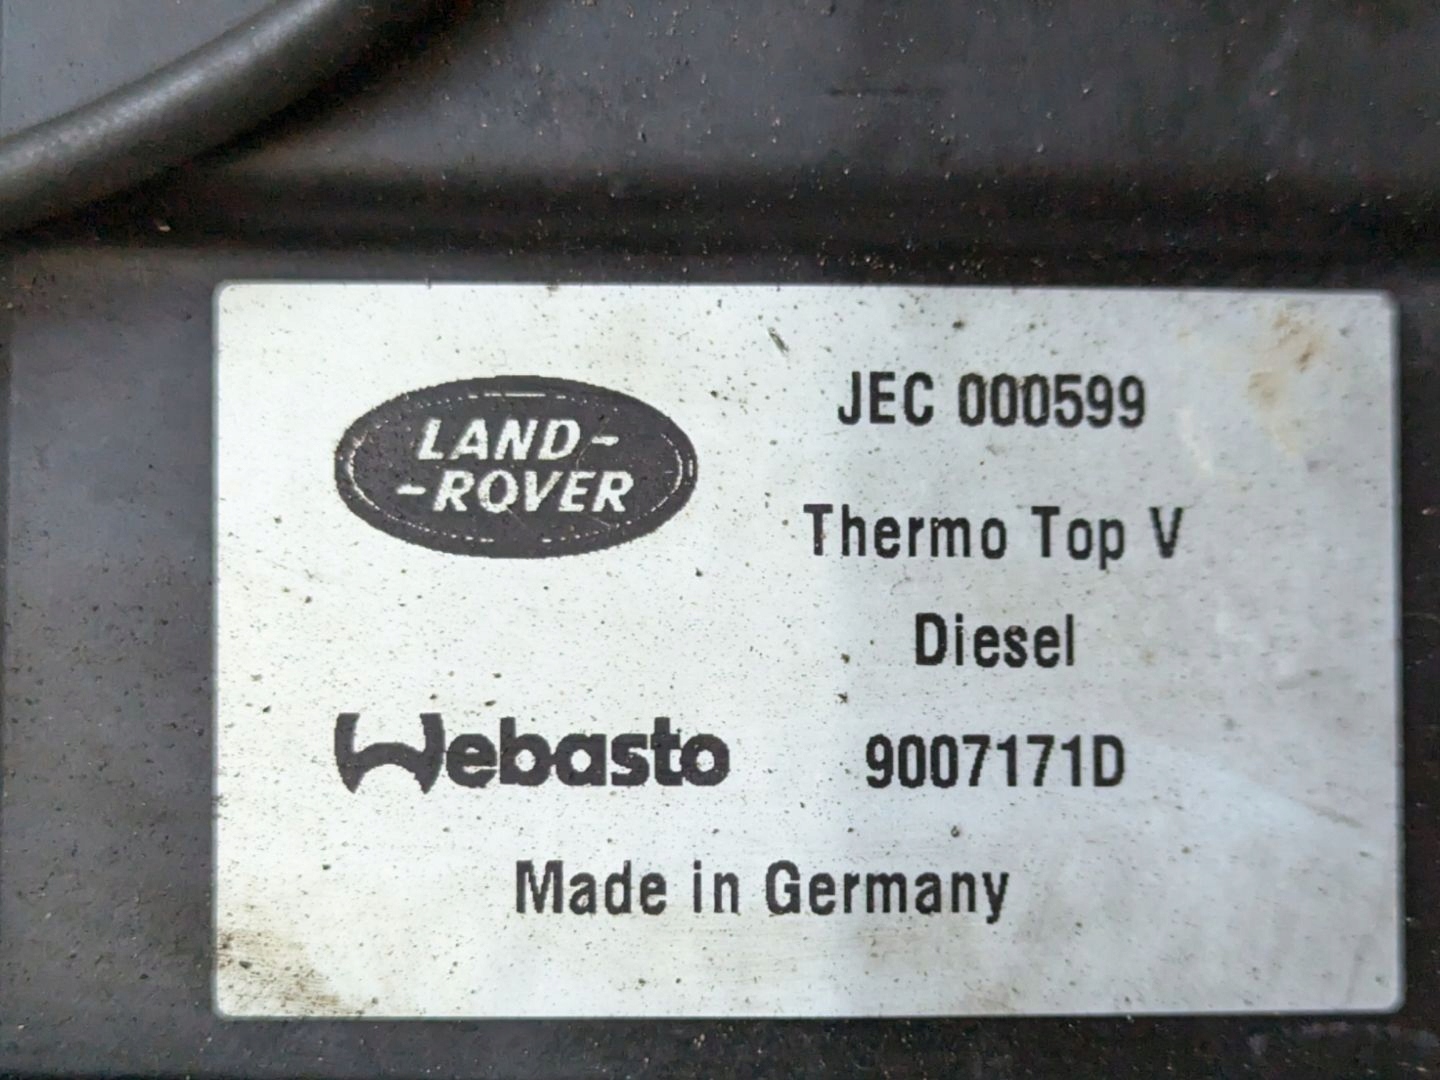 LAND-
-ROVER
JEC 000599
Thermo Top V
Diesel
Webasto
9007171D
Made in Germany